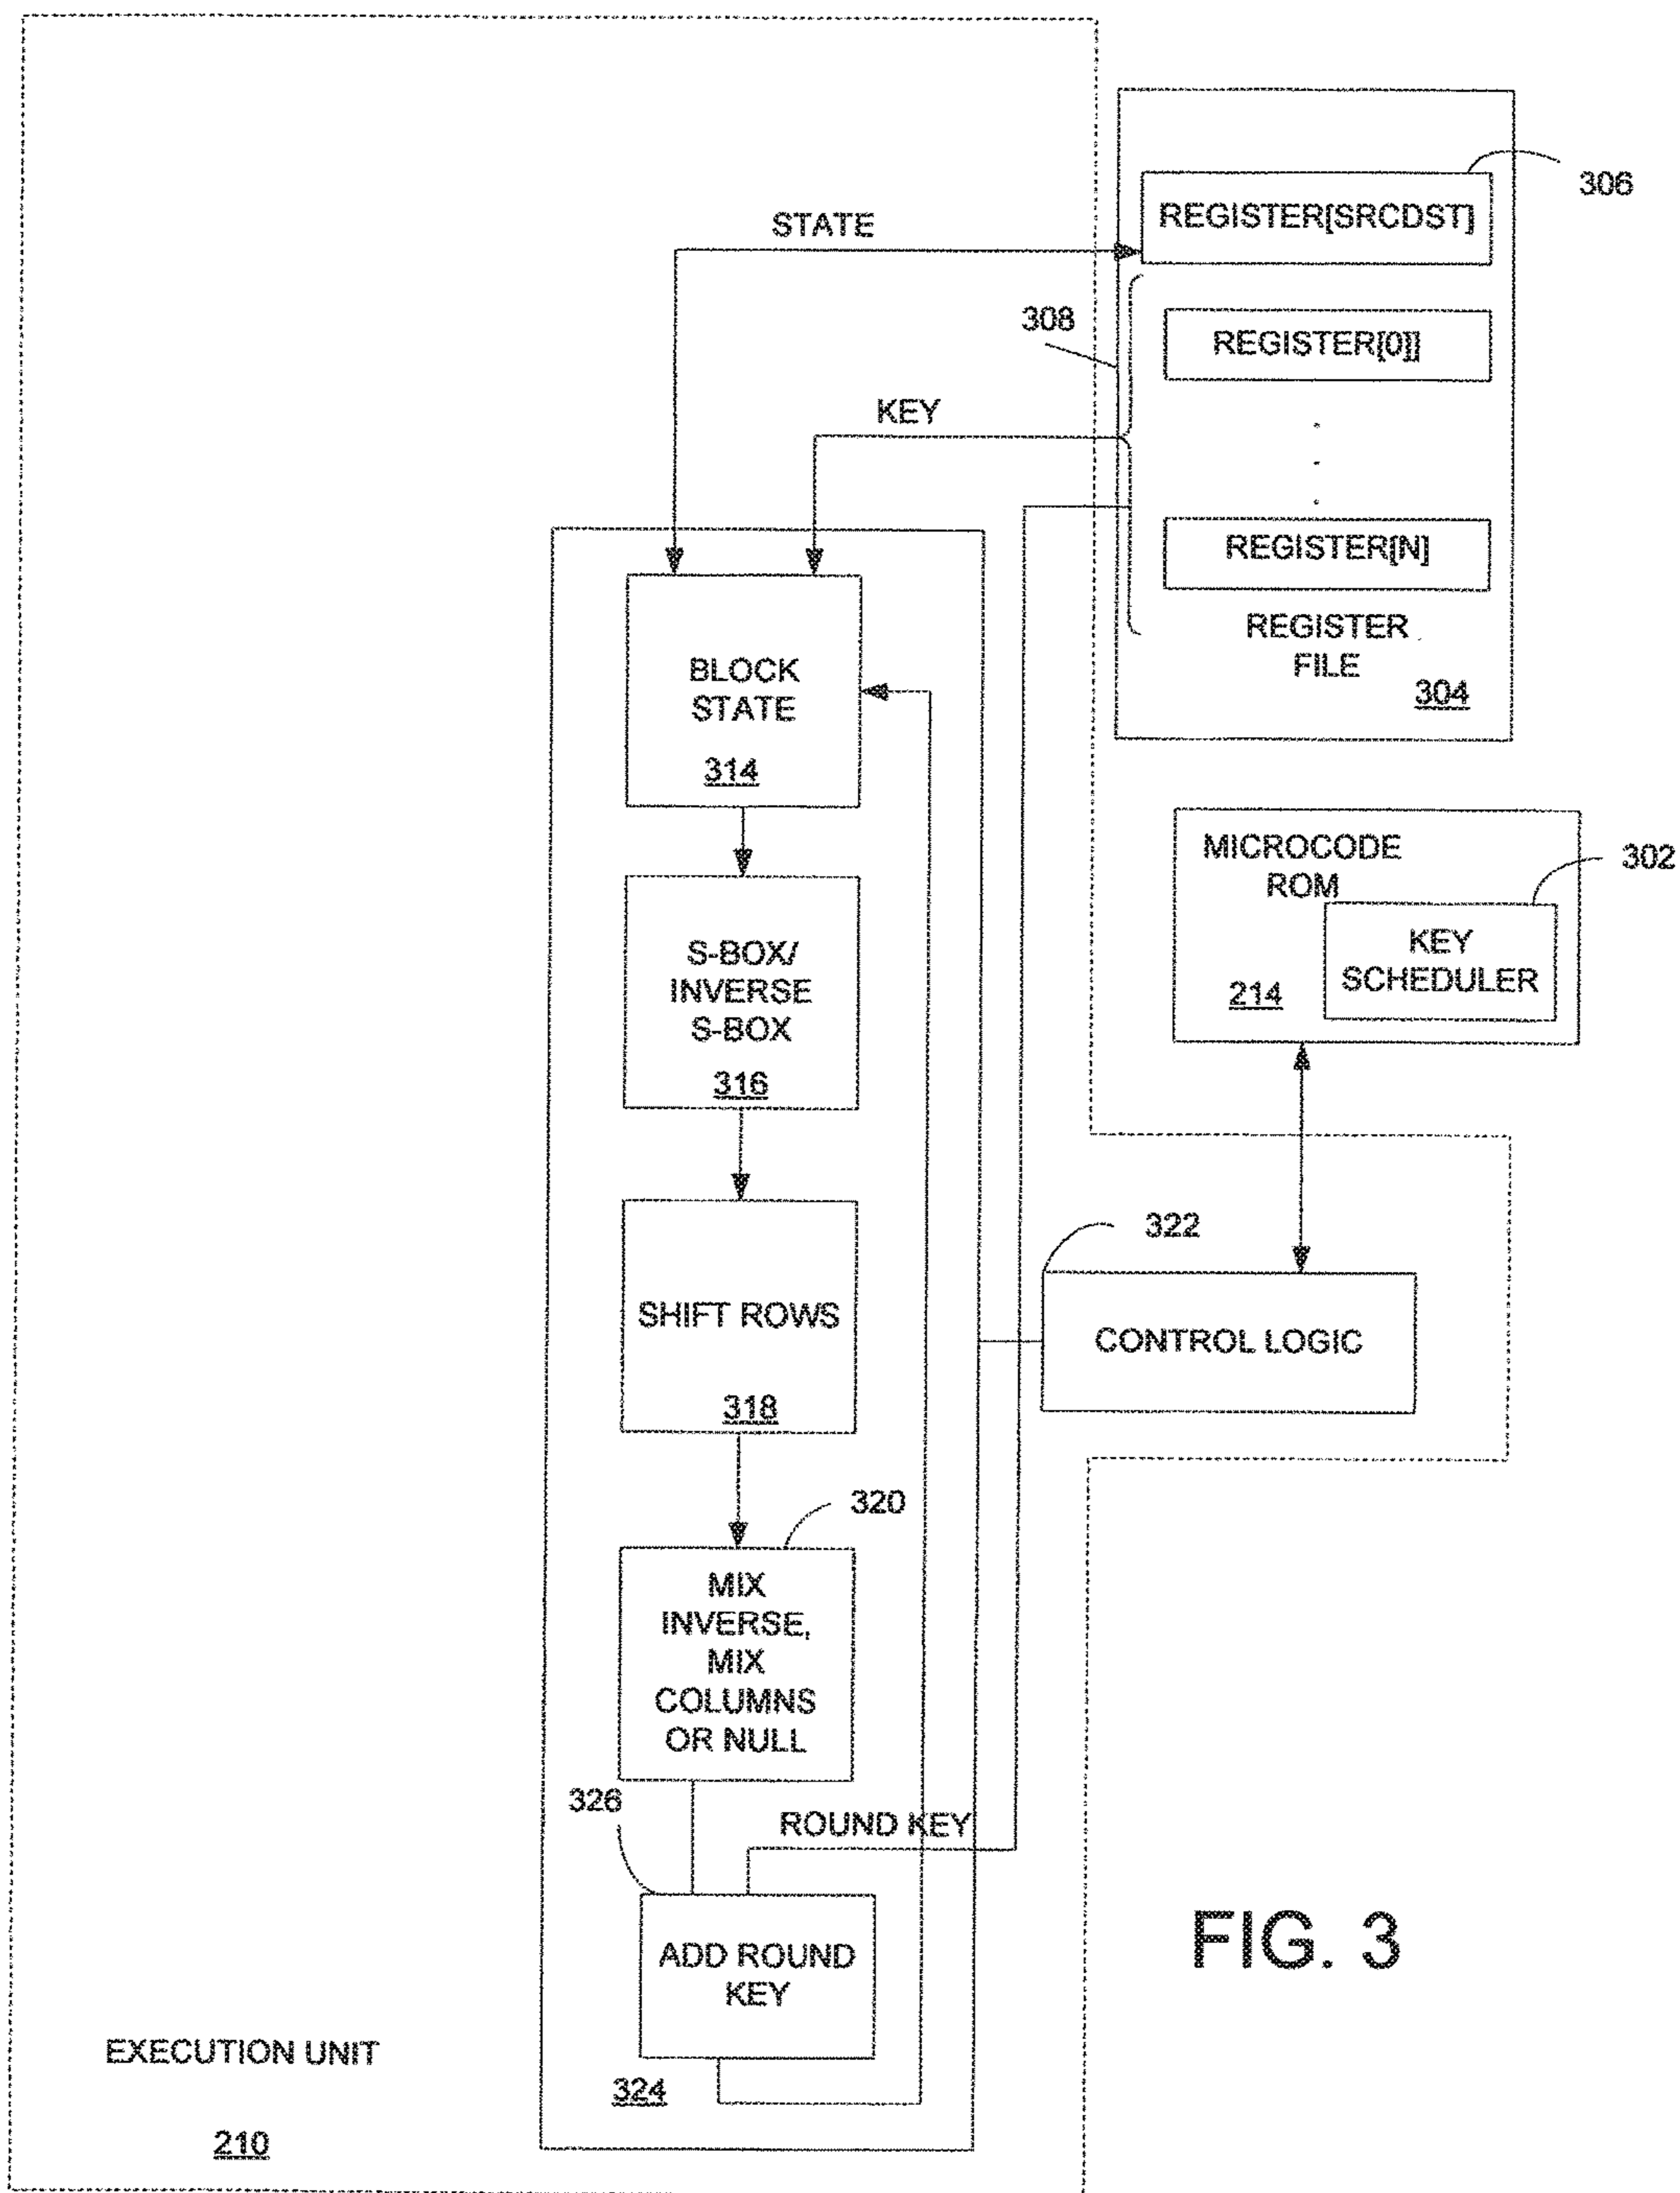 306
REGISTER[SRCDST]
STATE
308
REGISTER[0]]
KEY
REGISTER[N]
REGISTER
FILE
304
BLOCK
STATE
314
MICROCODE
ROM
302
KEY
SCHEDULER
214
S-BOX/
INVERSE
S-BOX
316
322
SHIFT ROWS
318
CONTROL LOGIC
320
MIX
INVERSE,
MIX
COLUMNS
OR NULL
326
ROUND KEY
ADD ROUND
KEY
324
FIG. 3
EXECUTION UNIT
210